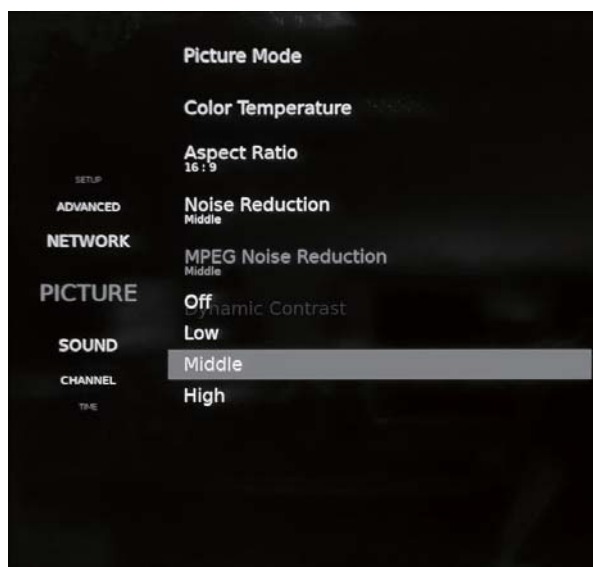 SETUP
ADVANCED
NETWORK
PICTURE
SOUND
CHANNEL
TIME
Picture Mode
Color Temperature
Aspect Ratio
16 : 9
Noise Reduction
Middle
MPEG Noise Reduction
Middle
Dynamic Contrast
Off
Low
Middle
High